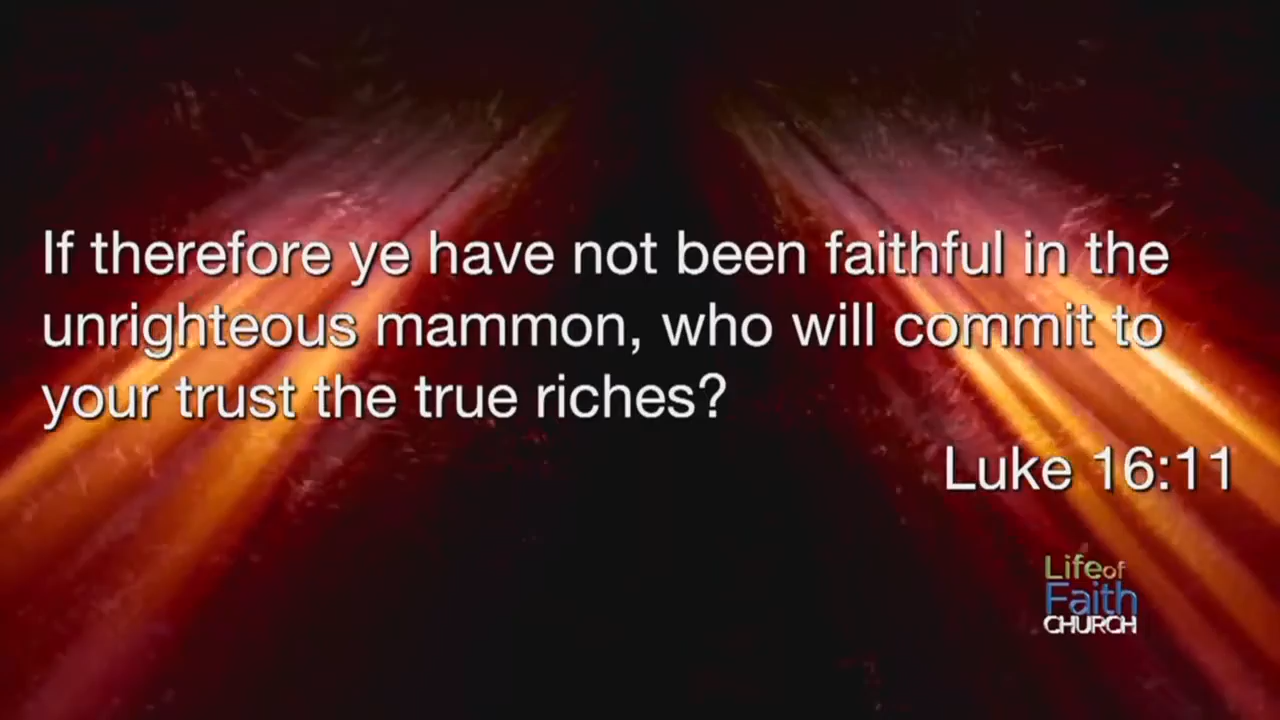 If therefore ye have not been faithful in the
unrighteous mammon, who will commit to
your trust the true riches?
Luke 16:11
Life of
Faith
CHURCH